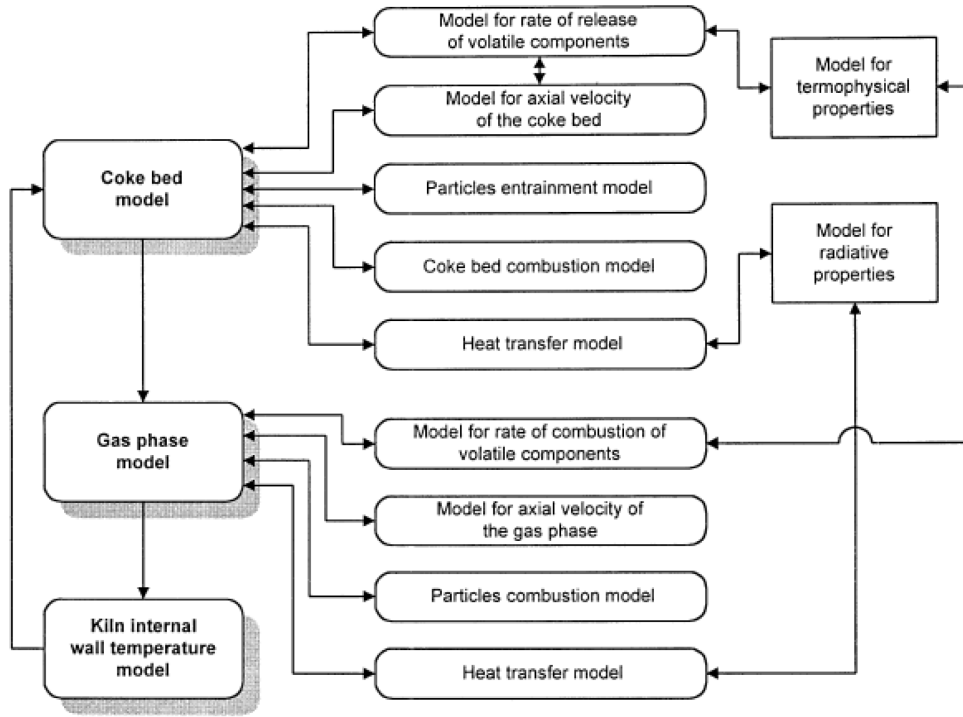 Model for rate of release
of volatile components
Model for
termophysical
properties
Model for axial velocity
of the coke bed
Coke bed
model
Particles entrainment model
Model for
radiative
properties
Coke bed combustion model
Heat transfer model
Gas phase
model
Model for rate of combustion of
volatile components
Model for axial velocity of
the gas phase
Particles combustion model
Kiln internal
wall temperature
model
Heat transfer model